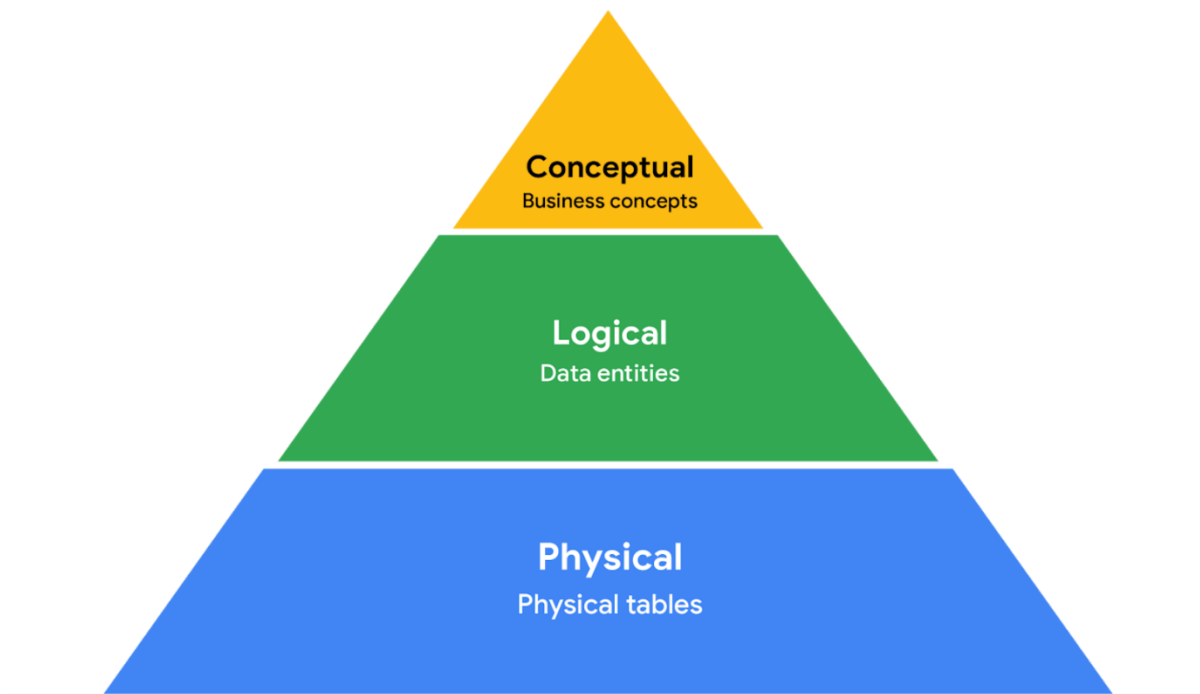 Conceptual
Business concepts
Logical
Data entities
Physical
Physical tables